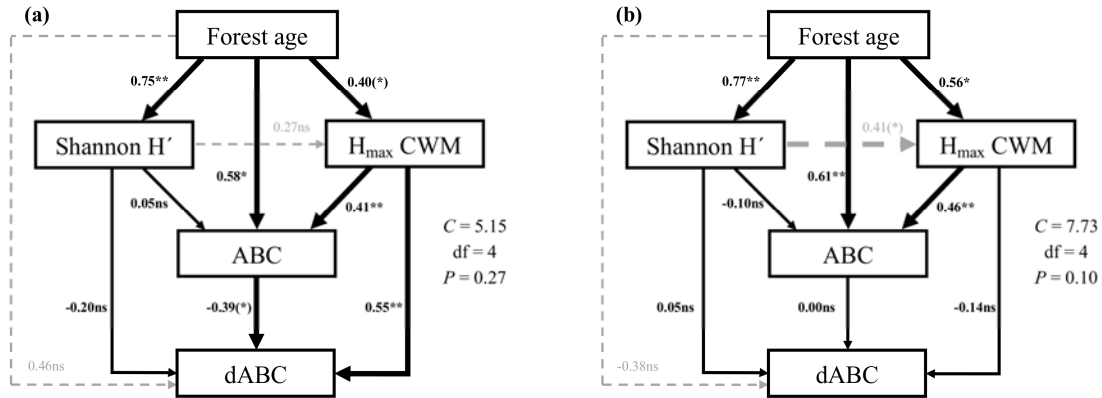 (a)
Forest age
0.75**
0.40(*)
Shannon H´
0.27ns
Hmax CWM
0.58*
0.05ns
0.41**
ABC
C = 5.15
df = 4
P = 0.27
-0.20ns
-0.39(*)
0.55**
0.46ns
dABC
(b)
Forest age
0.77**
0.56*
Shannon H´
0.41(*)
Hmax CWM
0.61**
-0.10ns
0.46**
ABC
C = 7.73
df = 4
P = 0.10
0.05ns
0.00ns
-0.14ns
-0.38ns
dABC